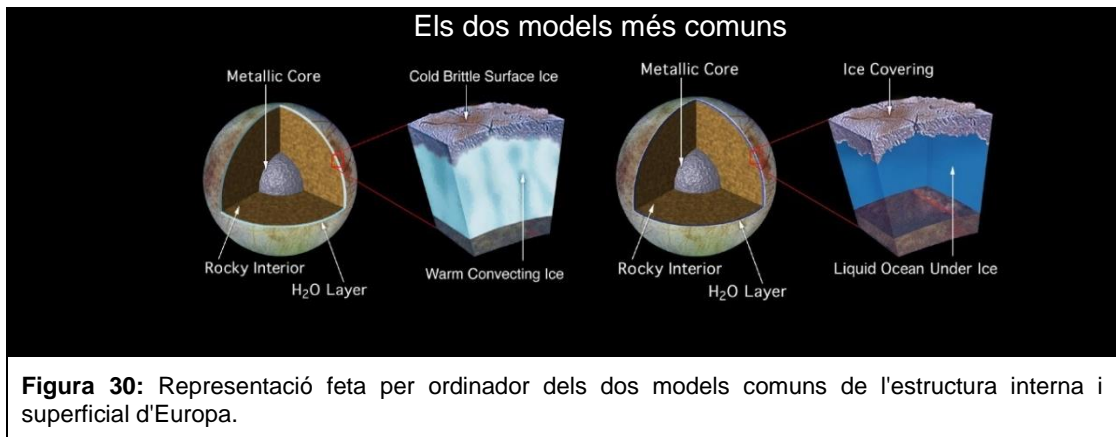 Els dos models més comuns
Metallic Core
Cold Brittle Surface Ice
Metallic Core
Ice Covering
Rocky Interior
H₂O Layer
Warm Convecting Ice
Rocky Interior
H₂O Layer
Liquid Ocean Under Ice
Figura 30: Representació feta per ordinador dels dos models comuns de l'estructura interna i
superficial d'Europa.